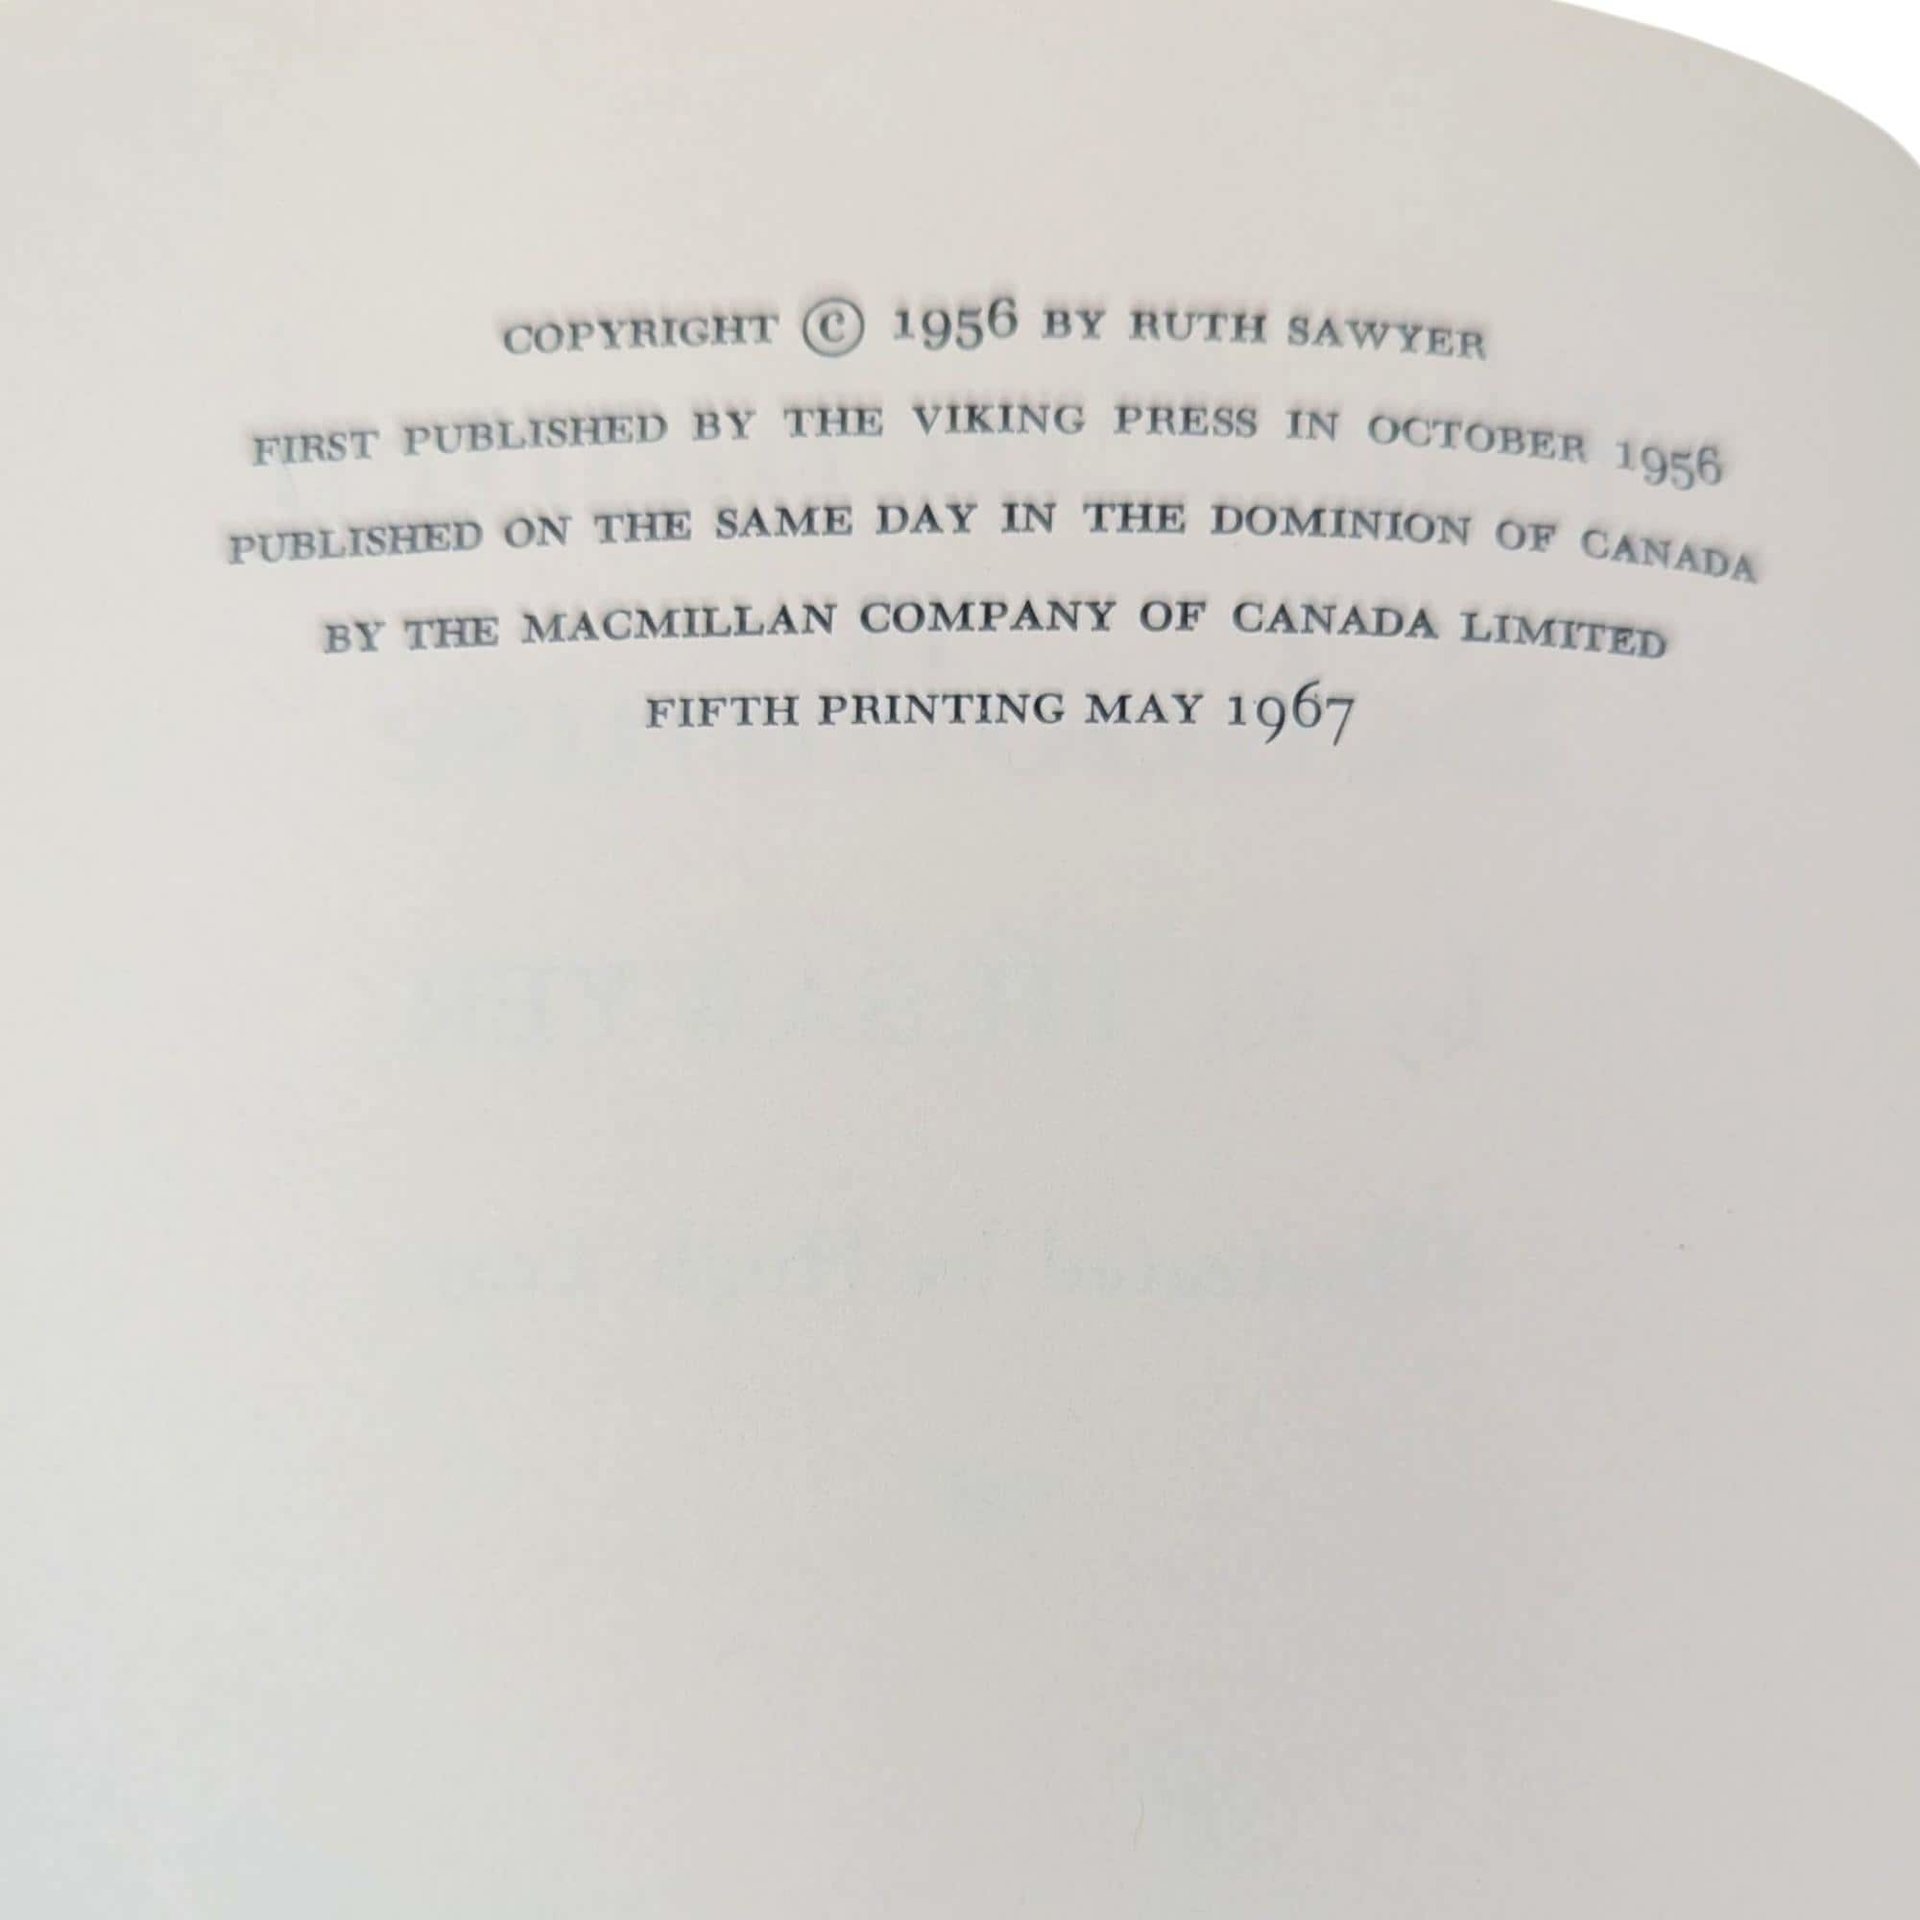 COPYRIGHT © 1956 BY RUTH SAWYER
FIRST PUBLISHED BY THE VIKING PRESS IN OCTOBER 1956
PUBLISHED ON THE SAME DAY IN THE DOMINION OF CANADA
BY THE MACMILLAN COMPANY OF CANADA LIMITED
FIFTH PRINTING MAY 1967